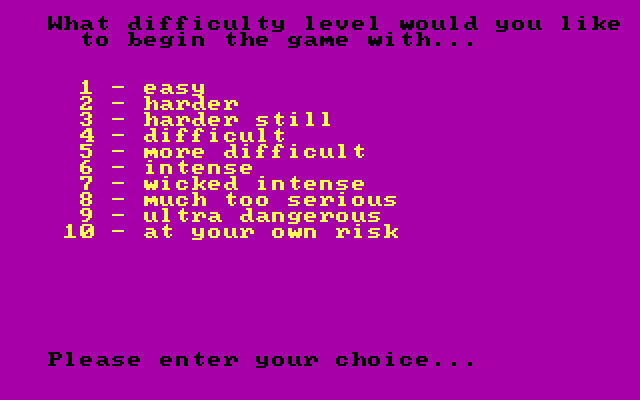 What difficulty level would you like
to begin the game with...
1 - easy
2 - harder
3 - harder still
4 - difficult
5 - more difficult
6 - intense
7 - wicked intense
8 - much too serious
9 - ultra dangerous
10 - at your own risk
Please enter your choice...